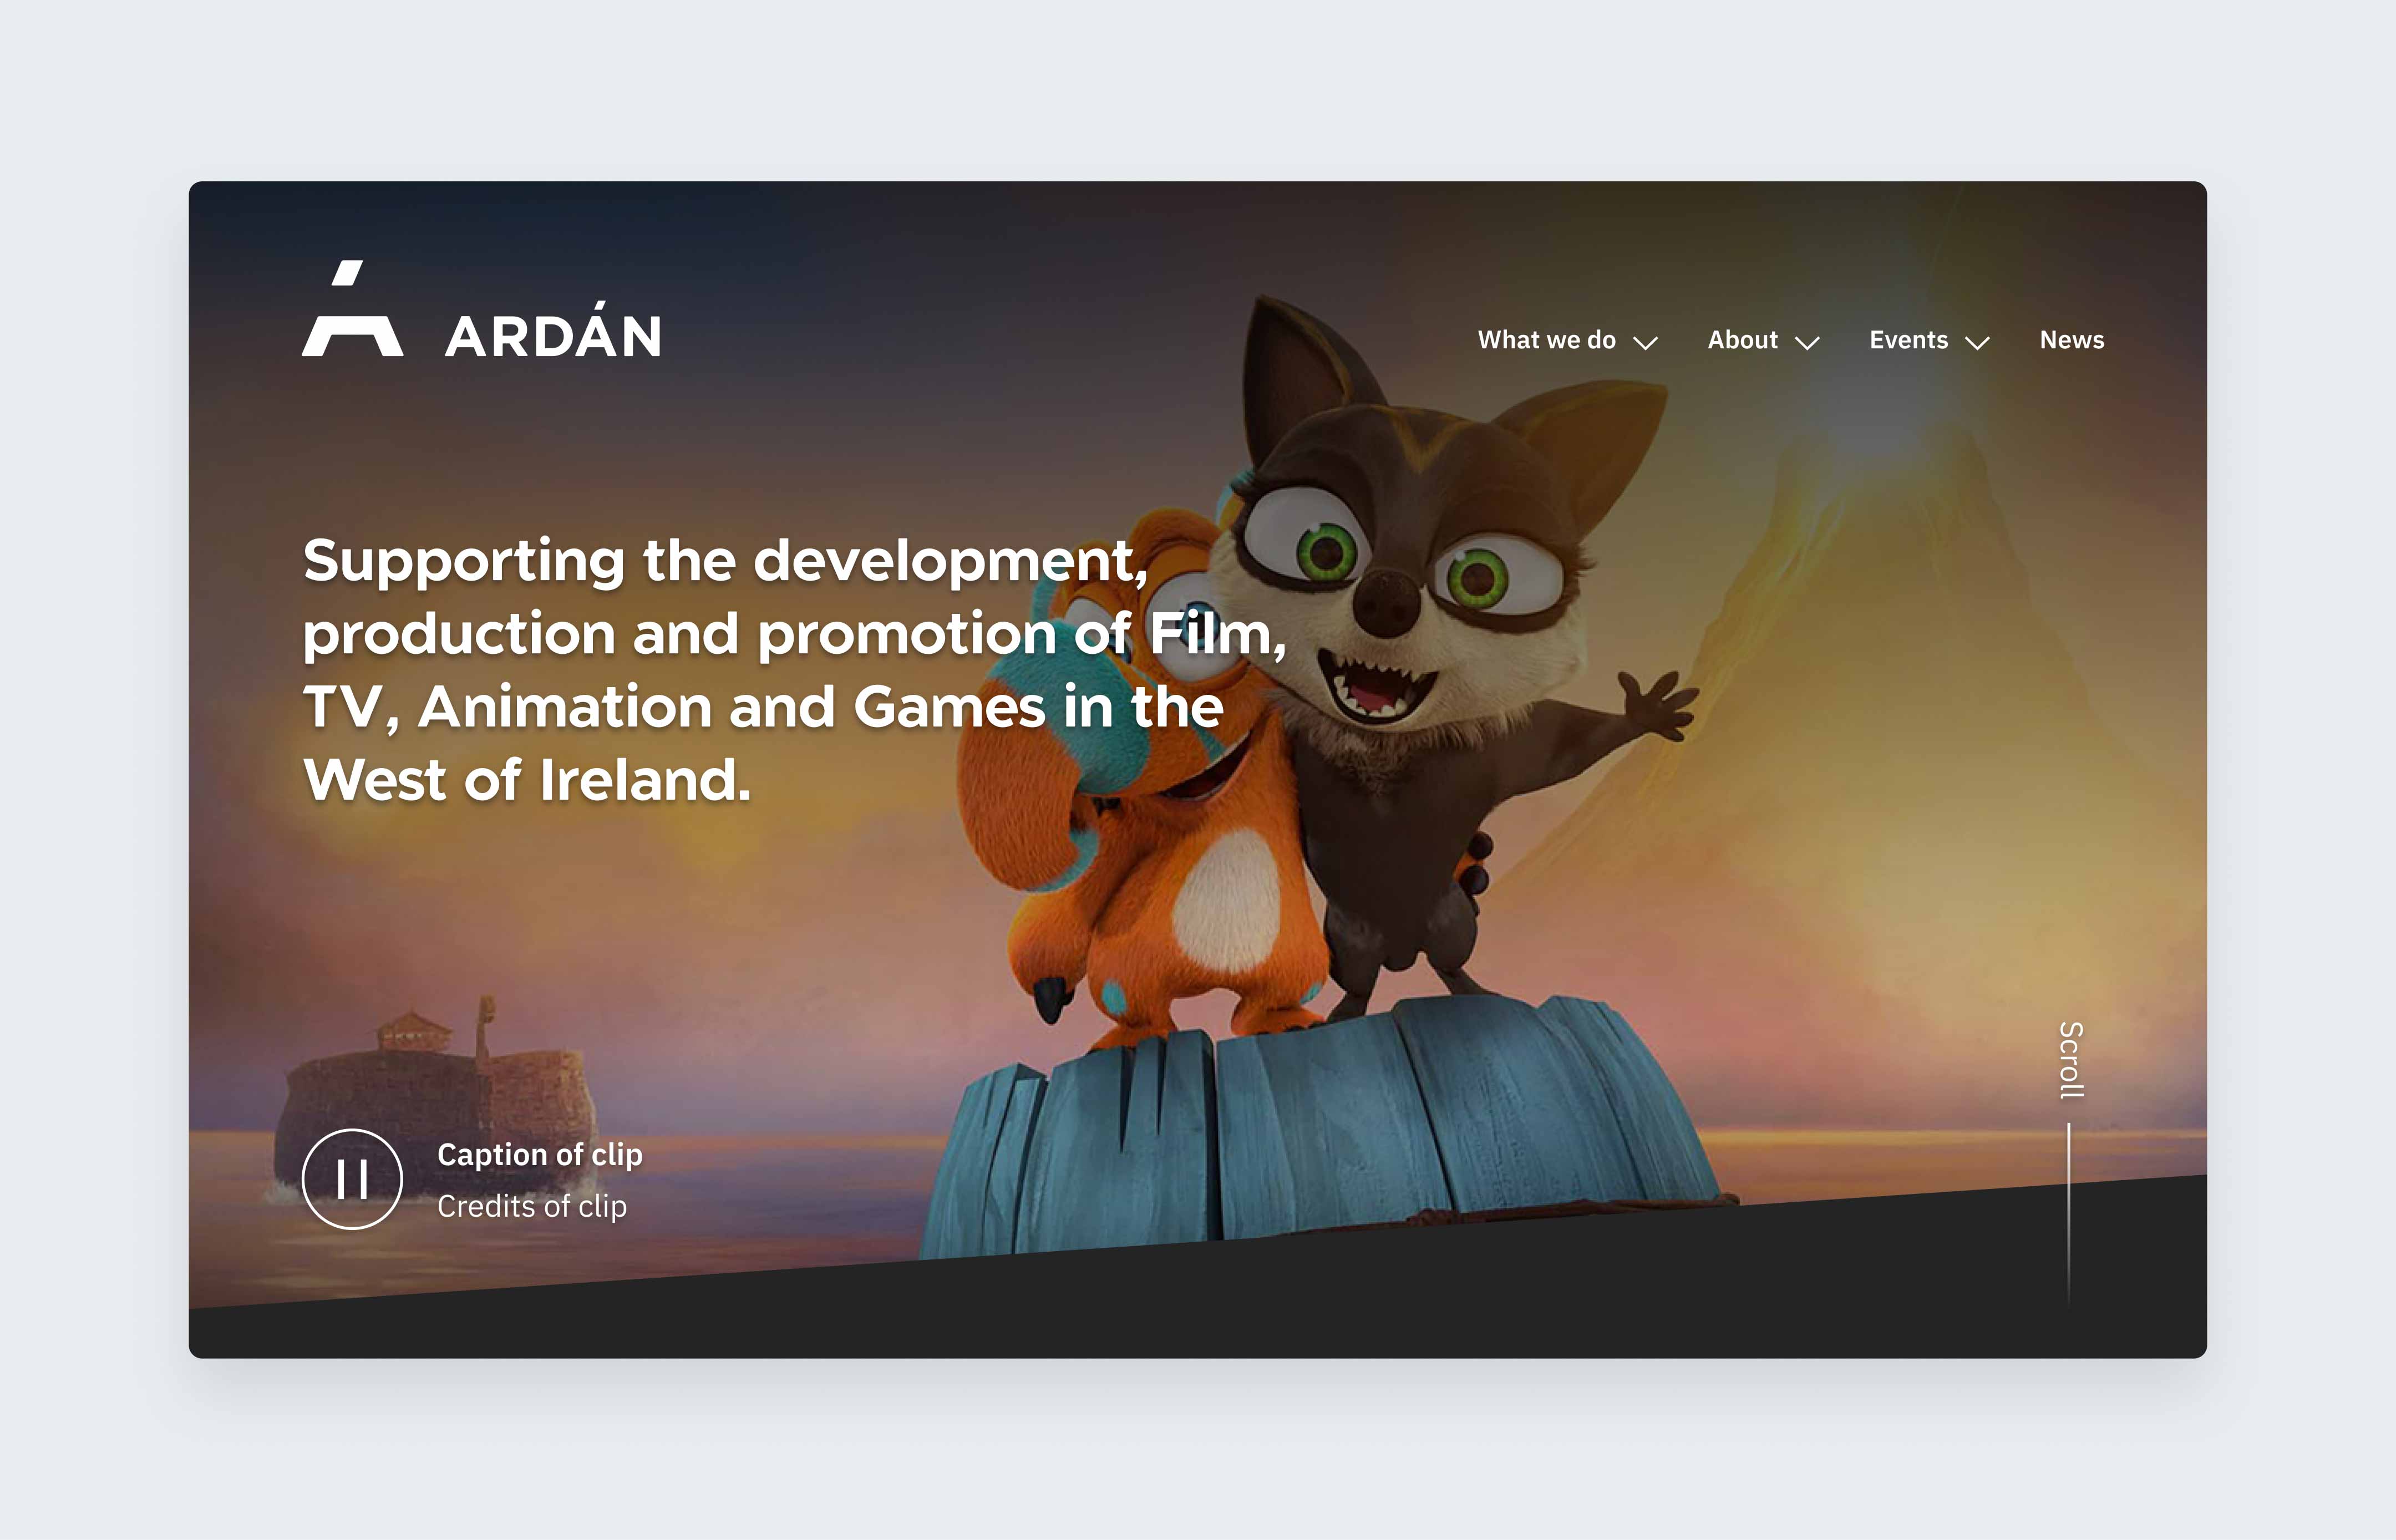 ARDÁN
What we do
About
Events
News
Supporting the development,
production and promotion of Film,
TV, Animation and Games in the
West of Ireland.
Scroll
Caption of clip
Credits of clip